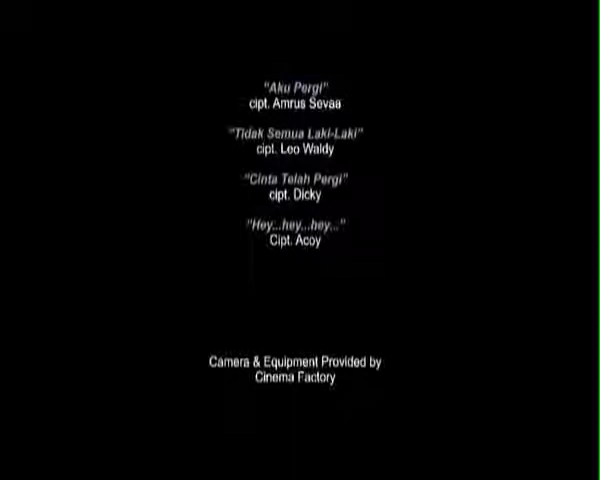 "Aku Pergi"
cipt. Amrus Sevaa
"Tidak Semua Laki-Laki"
cipt. Leo Waldy
"Cinta Telah Pergi"
cipt. Dicky
"Hey...hey...hey..."
Cipt. Acoy
Camera & Equipment Provided by
Cinema Factory